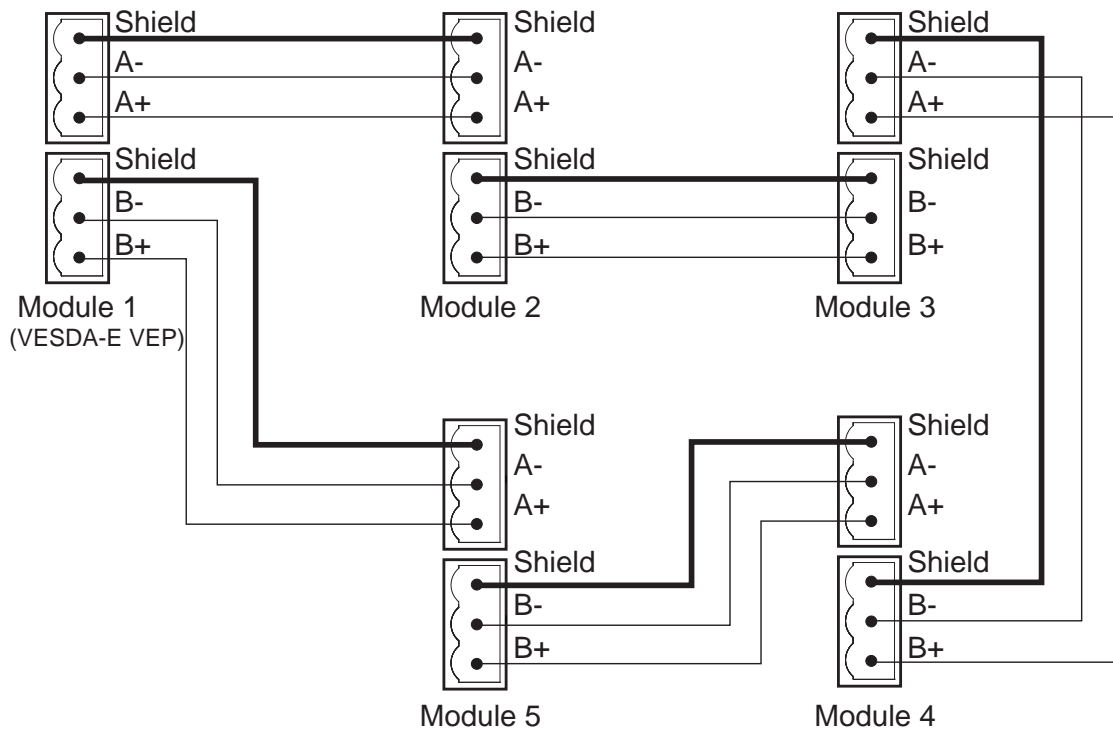 Shield
A-
A+
Shield
B-
B+
Module 1
(VESDA-E VEP)
Shield
A-
A+
Shield
B-
B+
Module 2
Shield
A-
A+
Shield
B-
B+
Module 3
Shield
A-
A+
Shield
B-
B+
Module 5
Shield
A-
A+
Shield
B-
B+
Module 4